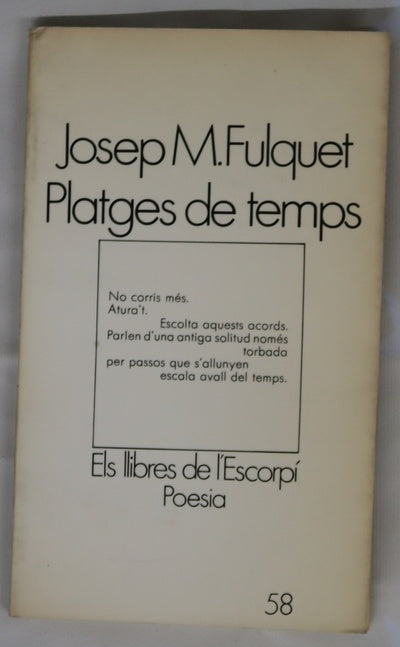 Josep M. Fulquet
Platges de temps
No corris més.
Atura't.
Escolta aquests acords.
Parlen d'una antiga solitud només
torbada
per passos que s'allunyen
escala avall del temps.
Els llibres de l'Escorpí
Poesia
58